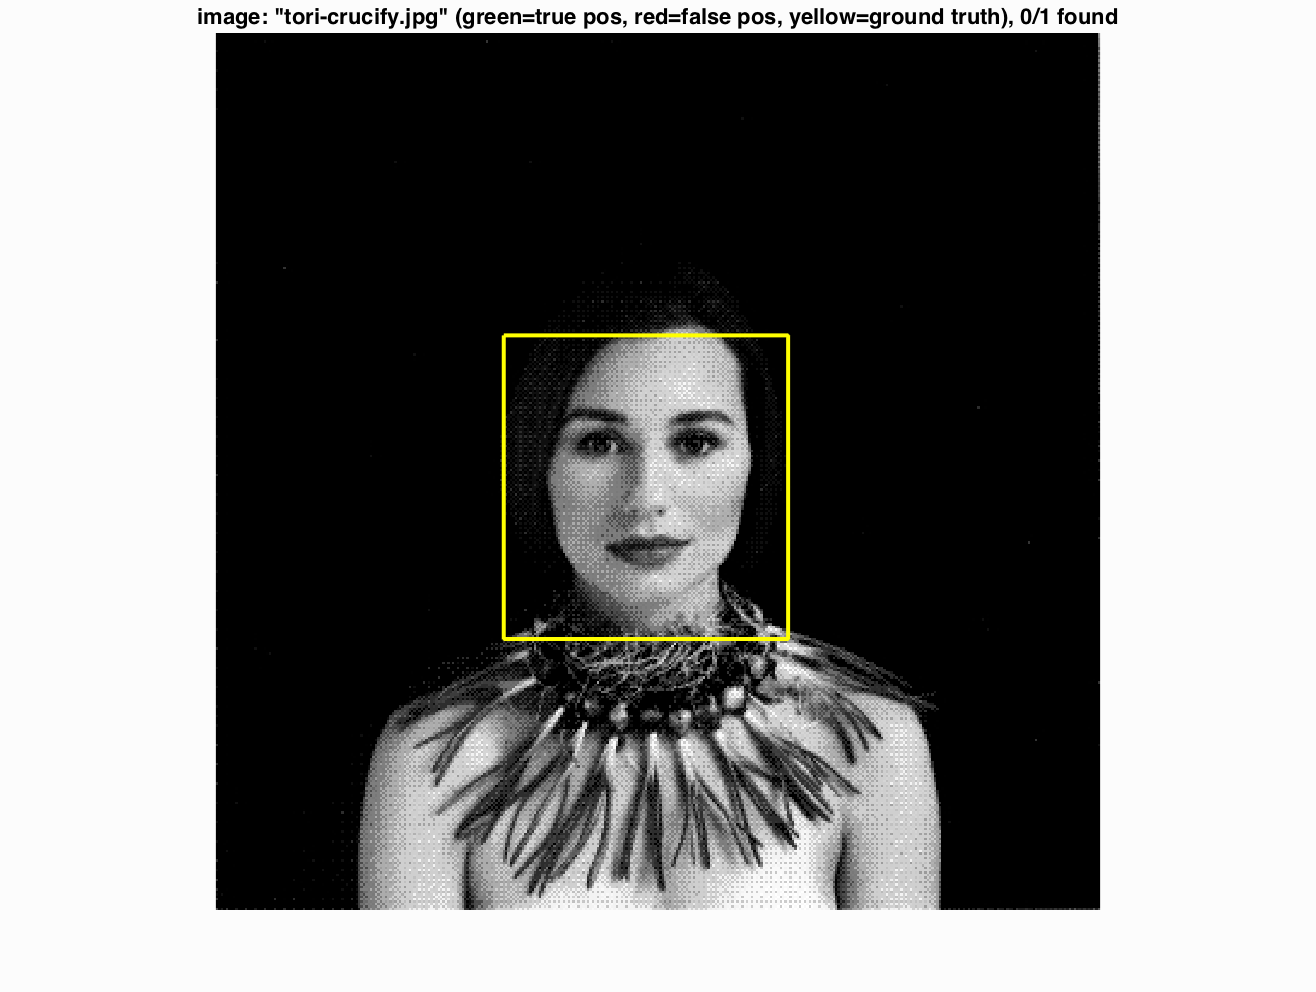 image: "tori-crucify.jpg" (green=true pos, red=false pos, yellow=ground truth), 0/1 found